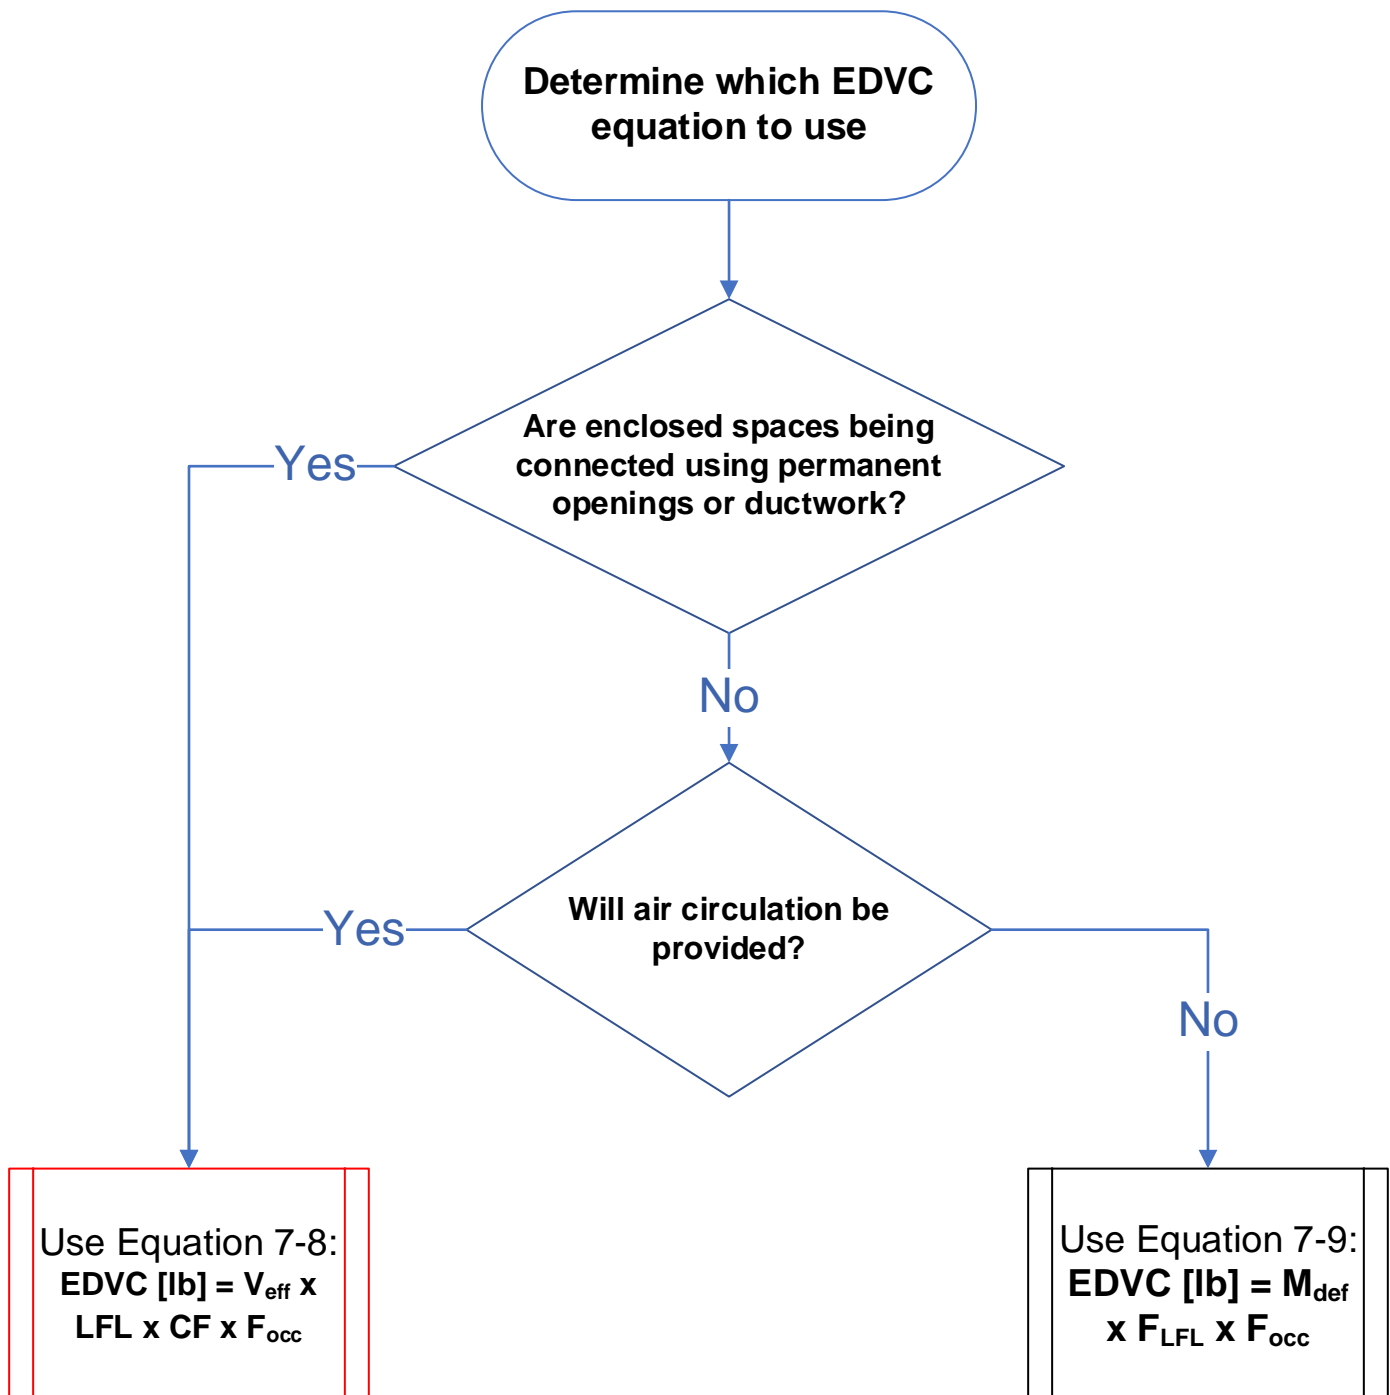 Determine which EDVC
equation to use
Are enclosed spaces being
connected using permanent
openings or ductwork?
Yes
No
Will air circulation be
provided?
Yes
No
Use Equation 7-8:
EDVC [lb] = Veff x
LFL x CF x Focc
Use Equation 7-9:
EDVC [lb] = Mdef
x FLFL x Focc